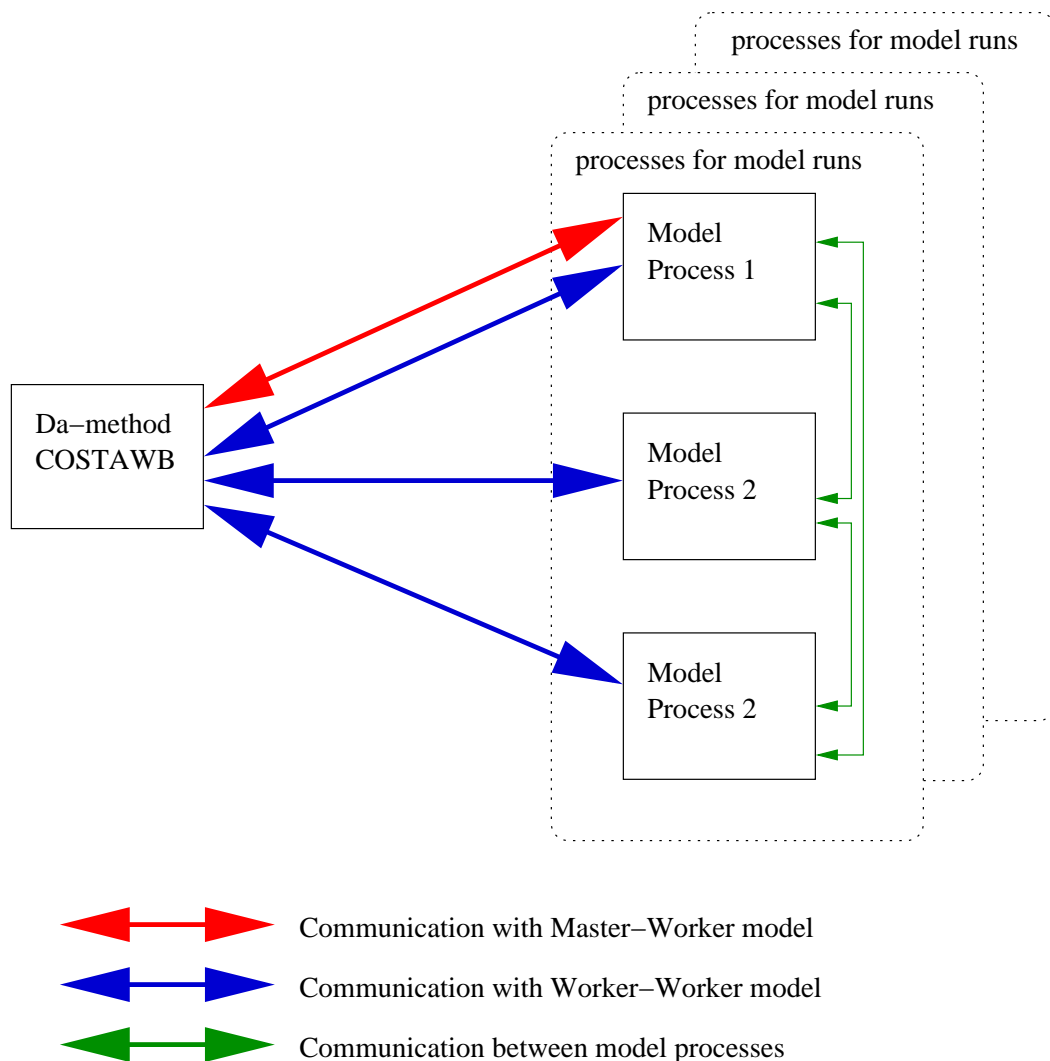 processes for model runs
processes for model runs
processes for model runs
Model
Process 1
Da−method
COSTAWB
Model
Process 2
Model
Process 2
Communication with Master−Worker model
Communication with Worker−Worker model
Communication between model processes